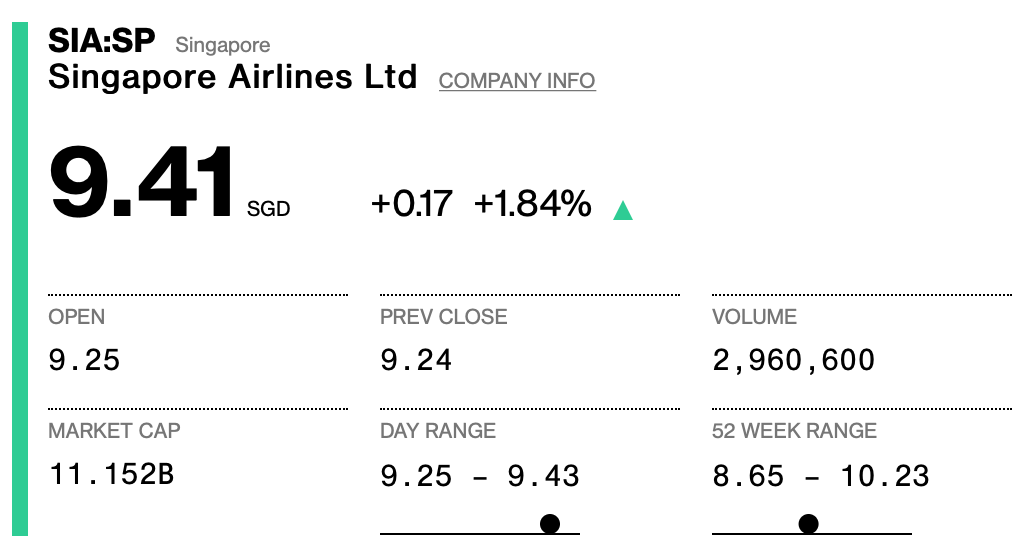 SIA:SP Singapore
Singapore Airlines Ltd COMPANY INFO
9.41 SGD +0.17 +1.84%
OPEN PREV CLOSE VOLUME
9.25 9.24 2,960,600
MARKET CAP DAY RANGE 52 WEEK RANGE
11.152B 9.25 – 9.43 8.65 – 10.23